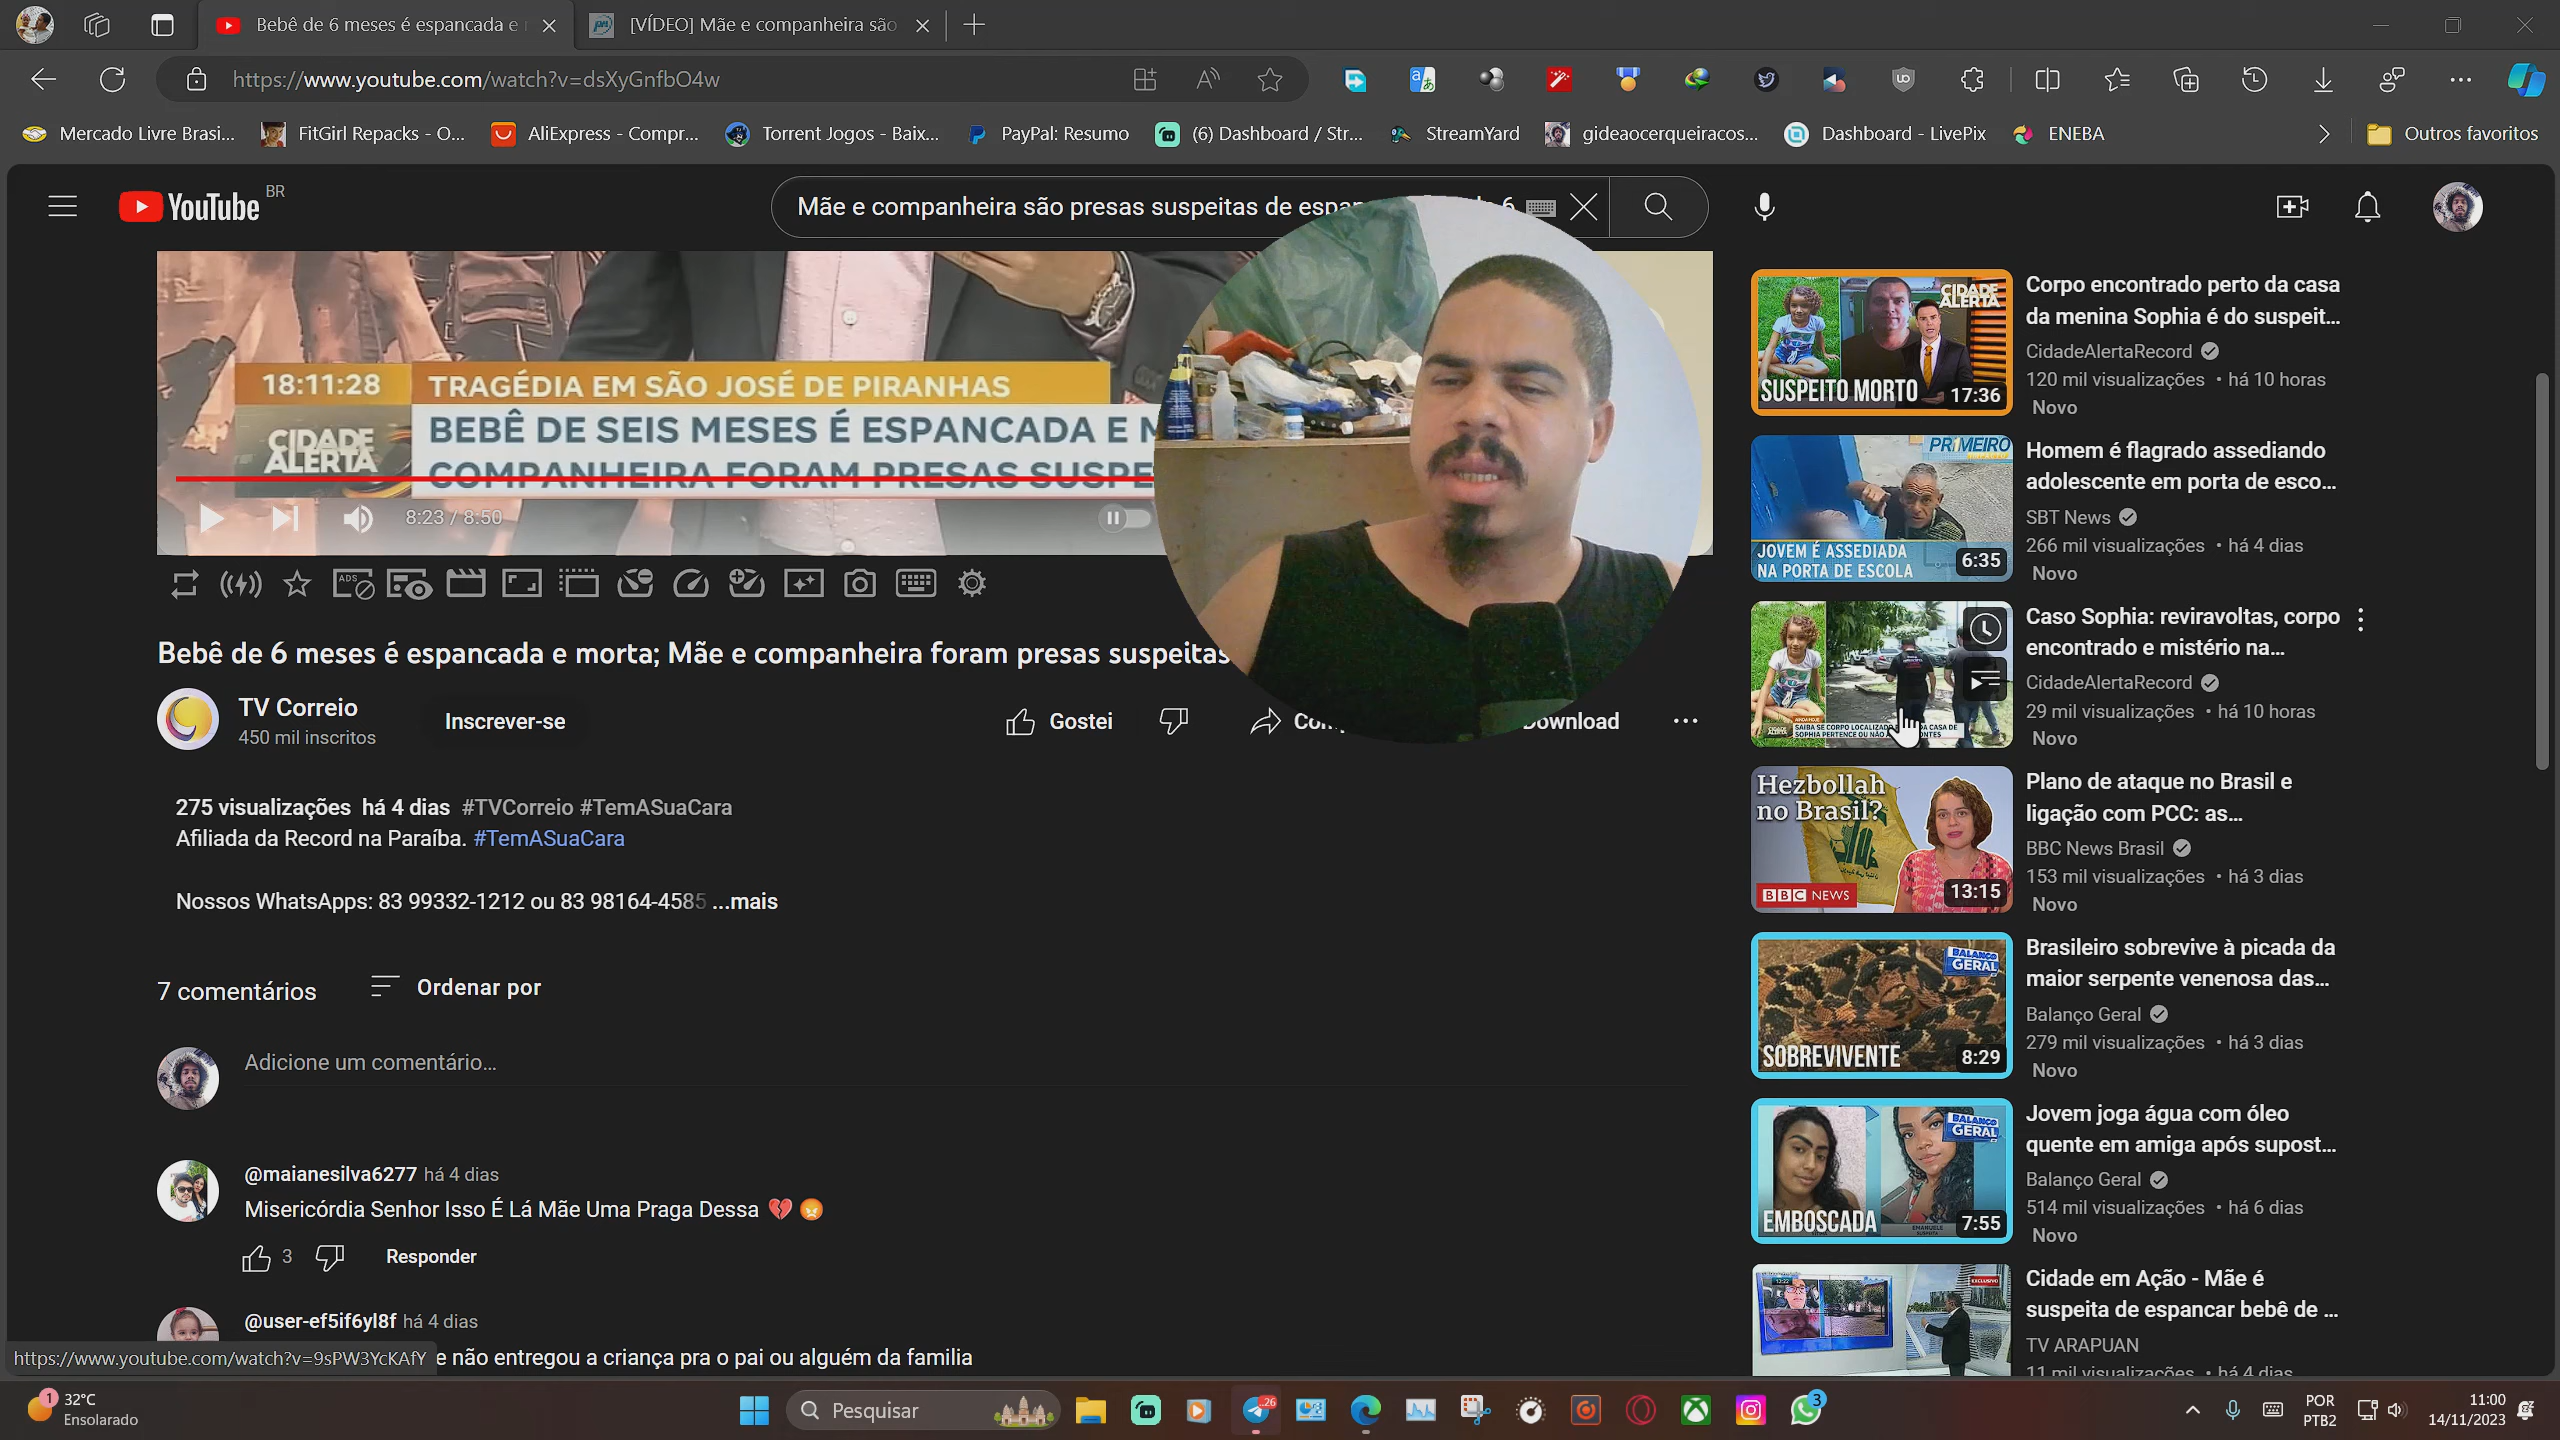 Bebê de 6 meses é espancada e
[VÍDEO] Mãe e companheira são
https://www.youtube.com/watch?v=dsXyGnfbO4w
Mercado Livre Brasi...
FitGirl Repacks - O...
AliExpress - Compr...
Torrent Jogos - Baix...
PayPal: Resumo
(6) Dashboard / Str...
StreamYard
gideaocerqueiracos...
Dashboard - LivePix
ENEBA
Outros favoritos
YouTube
BR
Mãe e companheira são presas suspeitas de 6
18:11:28
TRAGÉDIA EM SÃO JOSÉ DE PIRANHAS
CIDADE
ALERTA
BEBÊ DE SEIS MESES É ESPANCADA E
COMPANHEIRA FORAM PRESAS
8:23 / 8:50
ADS
Bebê de 6 meses é espancada e morta; Mãe e companheira foram presas suspeitas
TV Correio
450 mil inscritos
Inscrever-se
Gostei
Download
275 visualizações há 4 dias #TVCorreio #TemASuaCara
Afiliada da Record na Paraíba. #TemASuaCara
Nossos WhatsApps: 83 99332-1212 ou 83 98164-4585 ...mais
7 comentários
Ordenar por
Adicione um comentário...
@maianesilva6277 há 4 dias
Misericórdia Senhor Isso É Lá Mãe Uma Praga Dessa 💔😡
3
Responder
@user-ef5if6yl8f há 4 dias
e não entregou a criança pra o pai ou alguém da familia
https://www.youtube.com/watch?v=9sPW3YcKAfY
CIDADE
ALERTA
SUSPEITO MORTO
17:36
Corpo encontrado perto da casa
da menina Sophia é do suspeit...
CidadeAlertaRecord
120 mil visualizações • há 10 horas
Novo
PRIMEIRO
JOVEM É ASSEDIADA
NA PORTA DE ESCOLA
6:35
Homem é flagrado assediando
adolescente em porta de esco...
SBT News
266 mil visualizações • há 4 dias
Novo
Caso Sophia: reviravoltas, corpo
encontrado e mistério na...
CidadeAlertaRecord
29 mil visualizações • há 10 horas
Novo
Hezbollah
no Brasil?
BBC NEWS
13:15
Plano de ataque no Brasil e
ligação com PCC: as...
BBC News Brasil
153 mil visualizações • há 3 dias
Novo
BALANÇO
GERAL
SOBREVIVENTE
8:29
Brasileiro sobrevive à picada da
maior serpente venenosa das...
Balanço Geral
279 mil visualizações • há 3 dias
Novo
BALANÇO
GERAL
EMBOSCADA
7:55
Jovem joga água com óleo
quente em amiga após supost...
Balanço Geral
514 mil visualizações • há 6 dias
Novo
Cidade em Ação - Mãe é
suspeita de espancar bebê de ...
TV ARAPUAN
11 mil visualizações • há 4 dias
1
32°C
Ensolarado
Pesquisar
26
3
POR
PTB2
11:00
14/11/2023